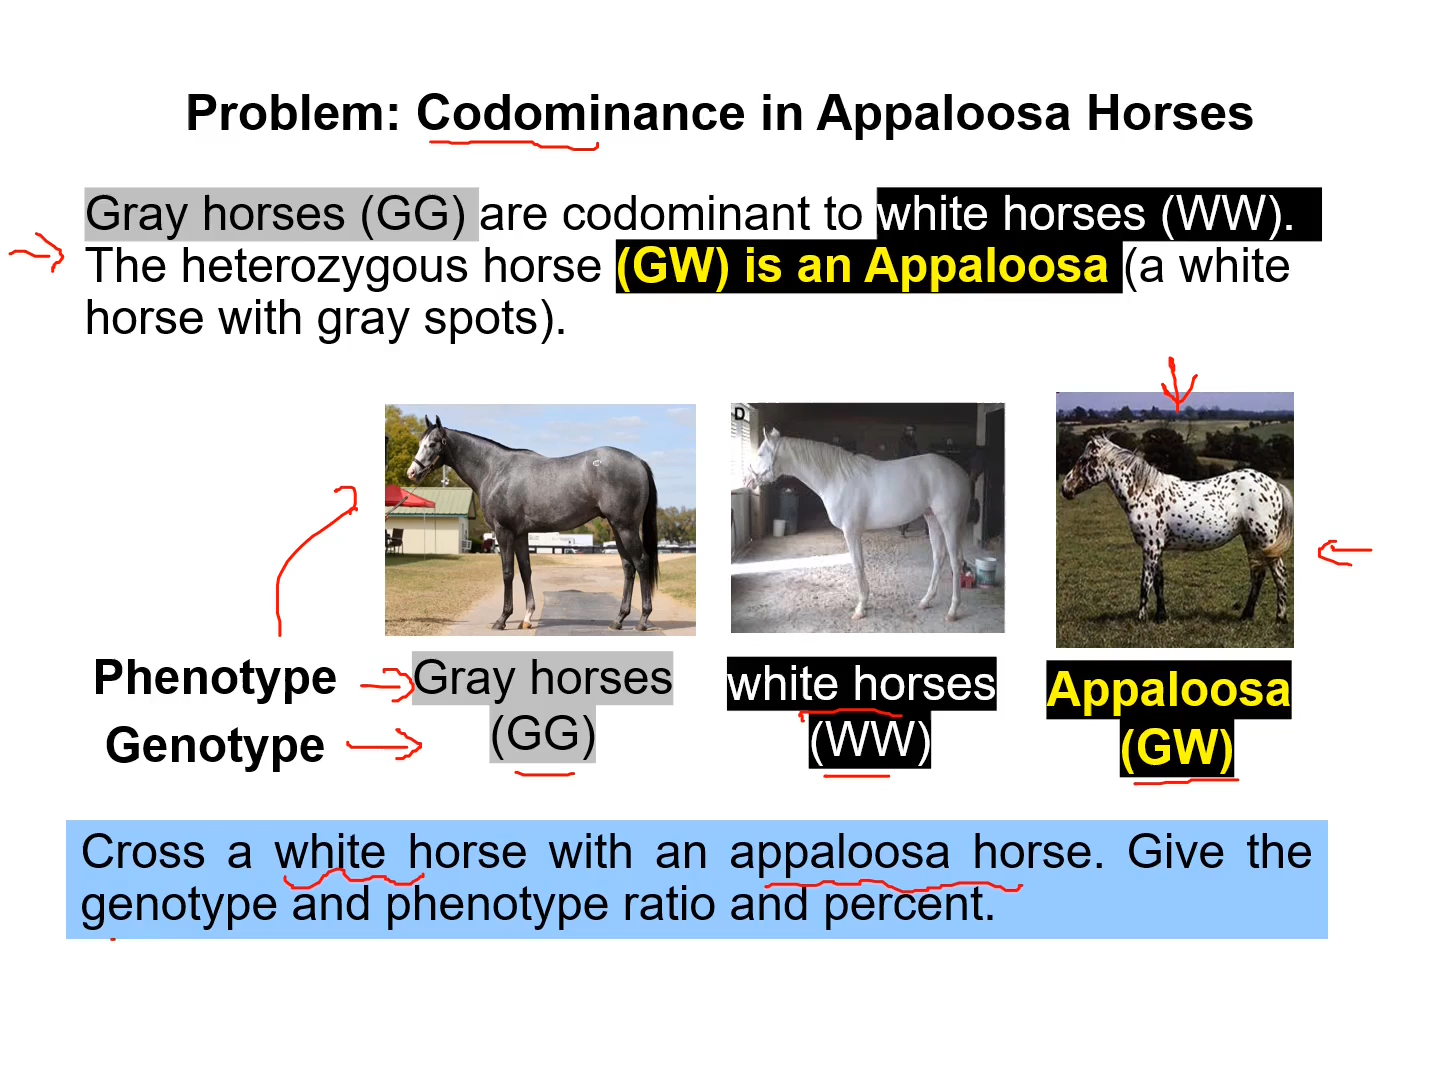 Problem: Codominance in Appaloosa Horses
Gray horses (GG) are codominant to white horses (WW).
The heterozygous horse (GW) is an Appaloosa (a white
horse with gray spots).
D
Phenotype Gray horses white horses Appaloosa
Genotype (GG) (WW) (GW)
Cross a white horse with an appaloosa horse. Give the
genotype and phenotype ratio and percent.